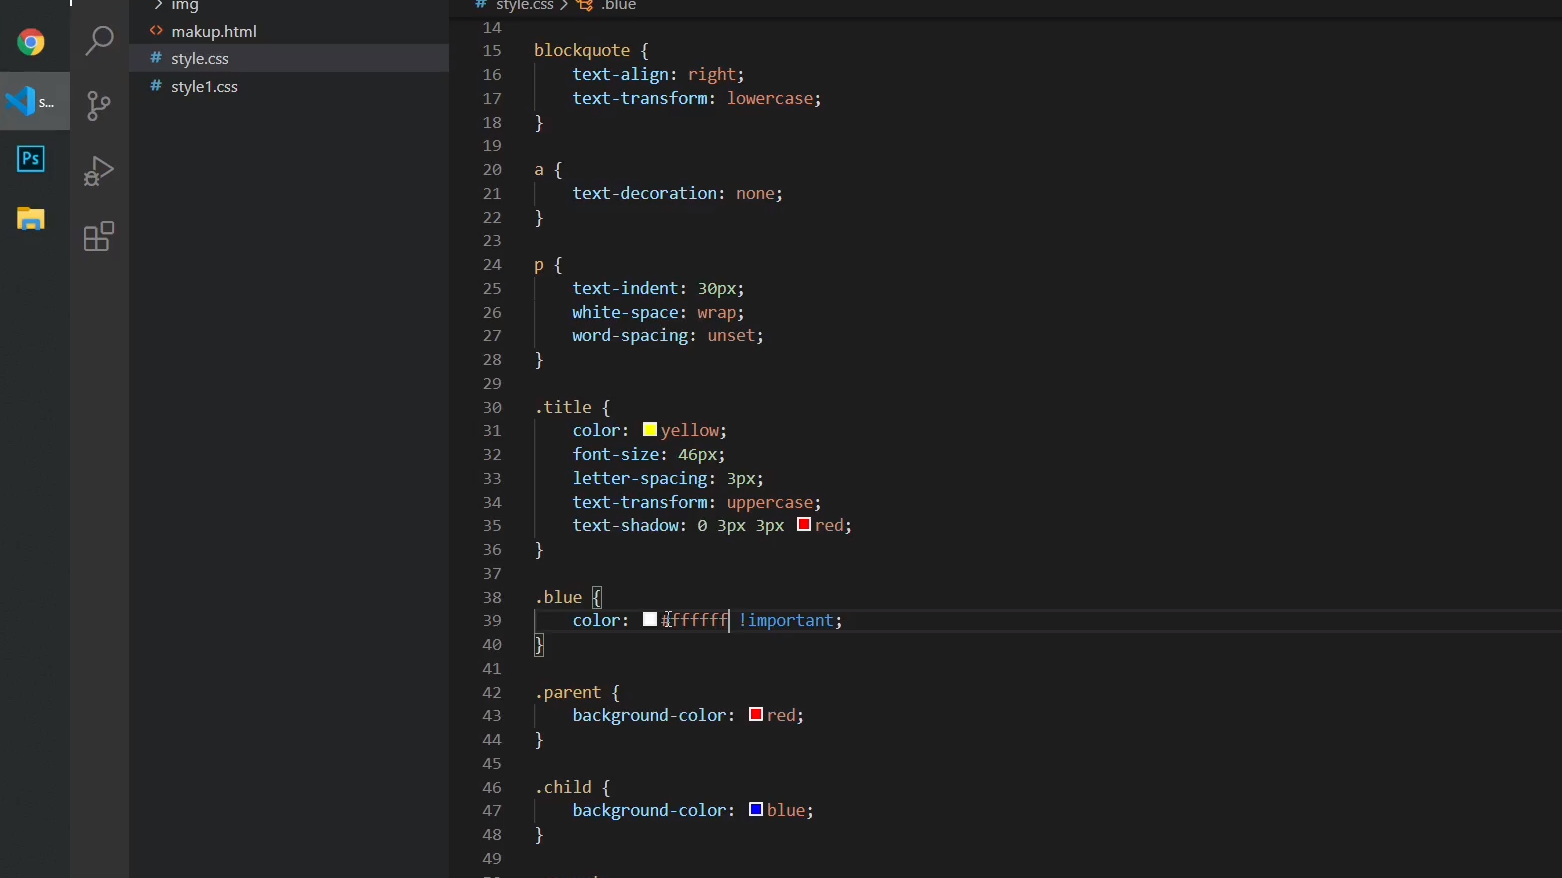 img
makup.html
# style.css
# style1.css
s...
Ps
# style.css > .blue
14
15 blockquote {
16 text-align: right;
17 text-transform: lowercase;
18 }
19
20 a {
21 text-decoration: none;
22 }
23
24 p {
25 text-indent: 30px;
26 white-space: wrap;
27 word-spacing: unset;
28 }
29
30 .title {
31 color: yellow;
32 font-size: 46px;
33 letter-spacing: 3px;
34 text-transform: uppercase;
35 text-shadow: 0 3px 3px red;
36 }
37
38 .blue {
39 color: #ffffff !important;
40 }
41
42 .parent {
43 background-color: red;
44 }
45
46 .child {
47 background-color: blue;
48 }
49